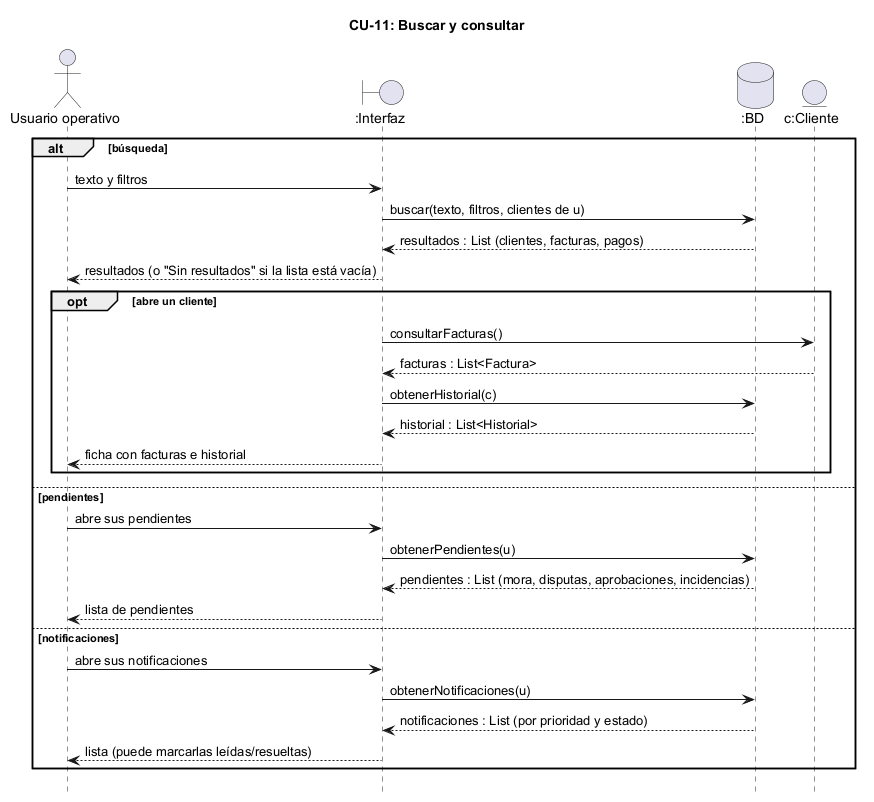 CU-11: Buscar y consultar
Usuario operativo
:Interfaz
:BD
c:Cliente
alt
[búsqueda]
texto y filtros
buscar(texto, filtros, clientes de u)
resultados : List (clientes, facturas, pagos)
resultados (o "Sin resultados" si la lista está vacía)
opt
[abre un cliente]
consultarFacturas()
facturas : List<Factura>
obtenerHistorial(c)
historial : List<Historial>
ficha con facturas e historial
[pendientes]
abre sus pendientes
obtenerPendientes(u)
pendientes : List (mora, disputas, aprobaciones, incidencias)
lista de pendientes
[notificaciones]
abre sus notificaciones
obtenerNotificaciones(u)
notificaciones : List (por prioridad y estado)
lista (puede marcarlas leídas/resueltas)